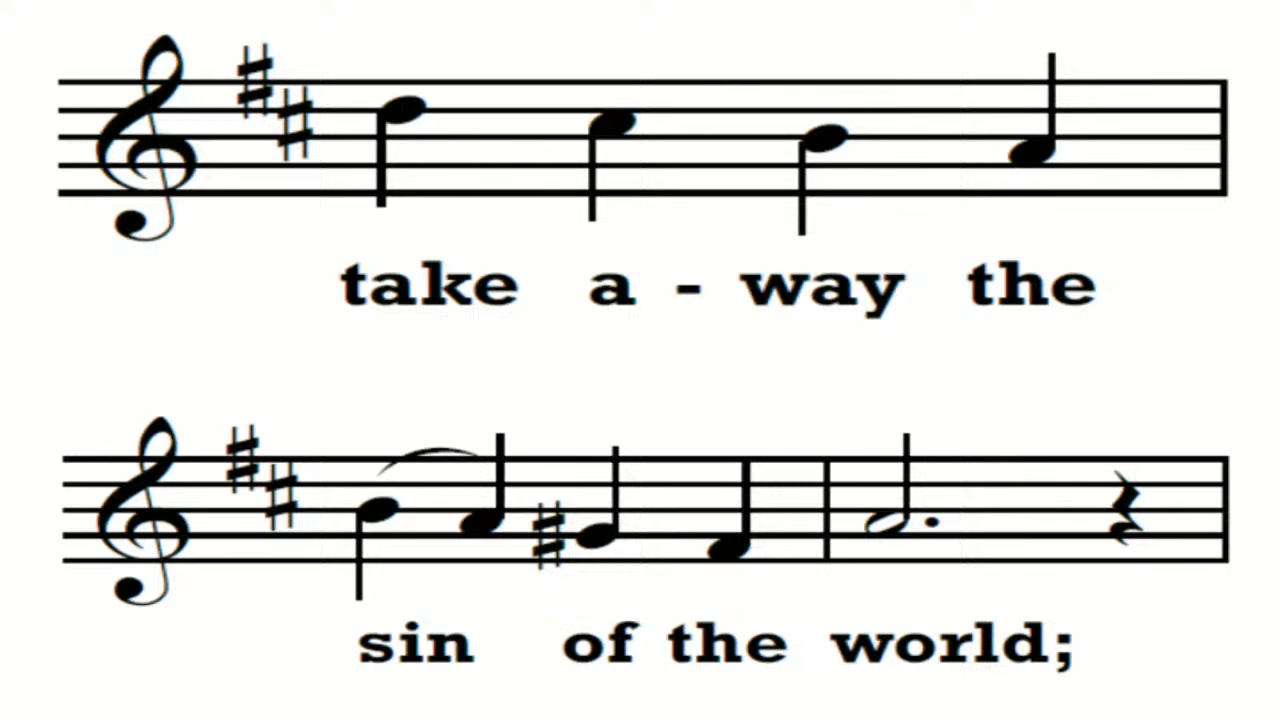 take a - way the
sin of the world;